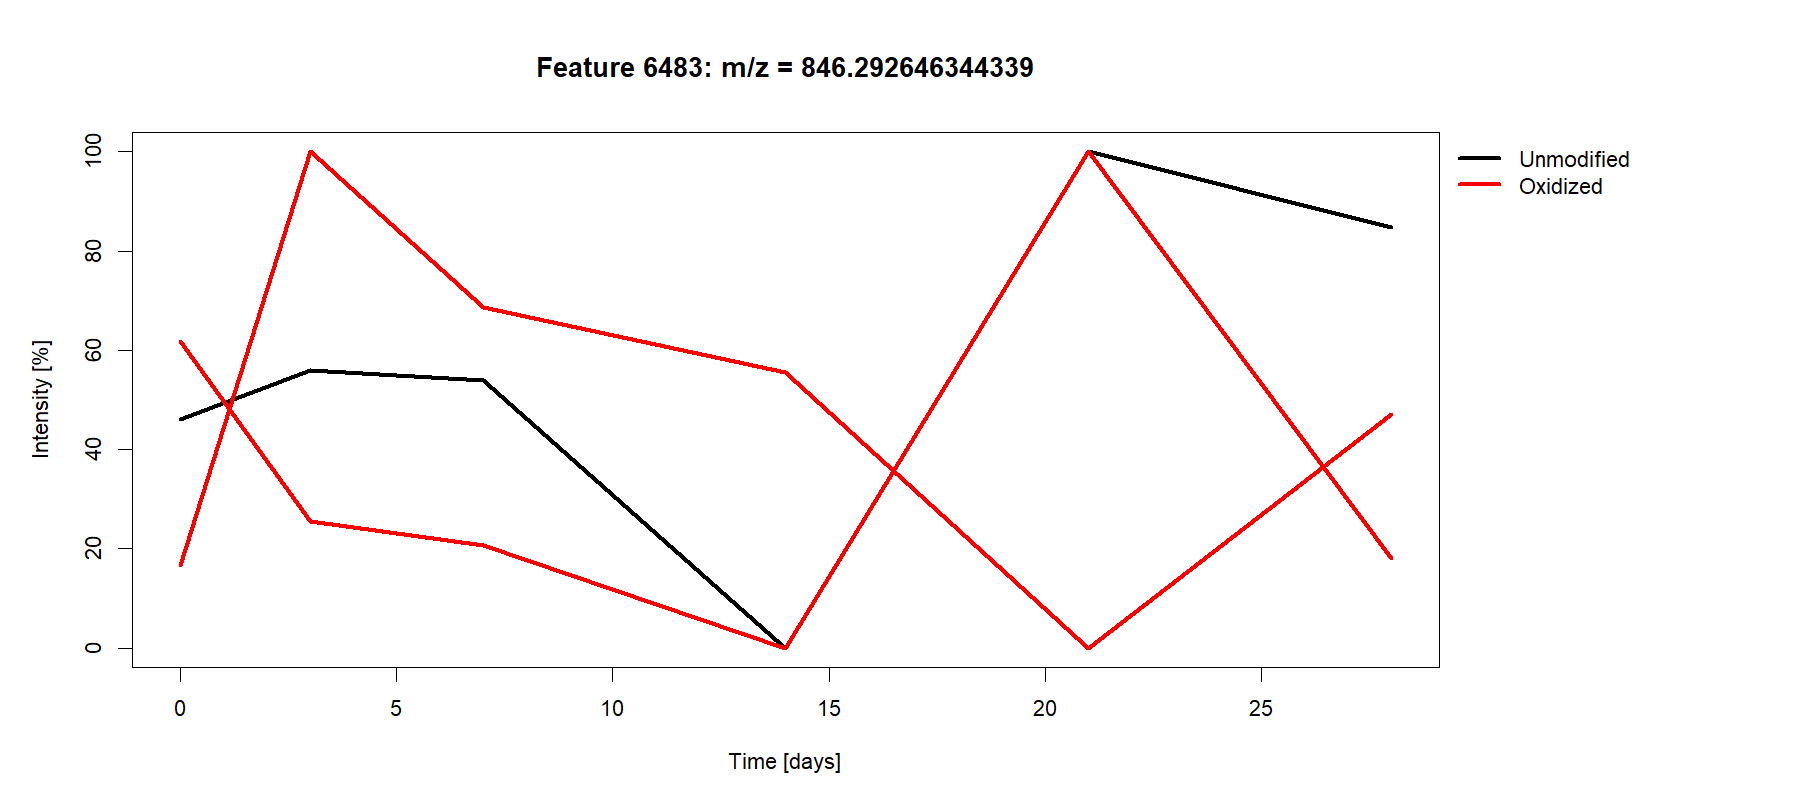 Feature 6483: m/z = 846.292646344339
Unmodified
Oxidized
Intensity [%]
100
80
60
40
20
0
0 5 10 15 20 25
Time [days]